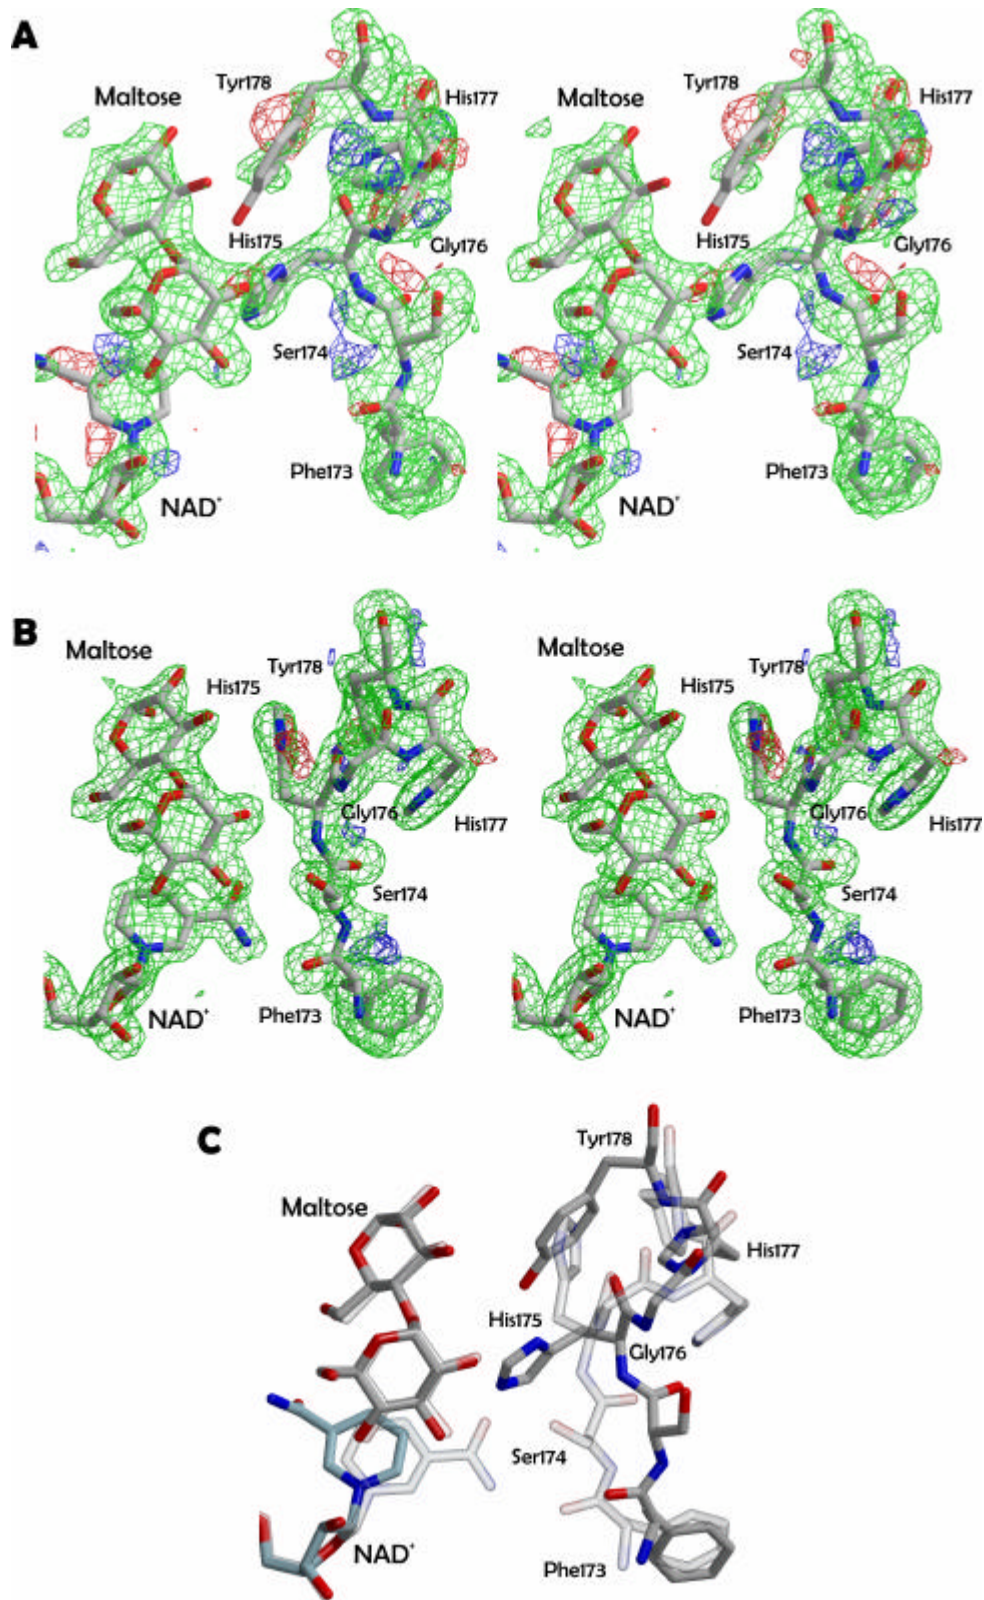 A
Tyr178
Maltose
His177
His175
Gly176
Ser174
Phe173
NAD⁺
Tyr178
Maltose
His177
His175
Gly176
Ser174
Phe173
NAD⁺
B
Maltose
Tyr178
His175
Gly176
His177
Ser174
Phe173
NAD⁺
Maltose
Tyr178
His175
Gly176
His177
Ser174
Phe173
NAD⁺
C
Tyr178
Maltose
His177
His175
Gly176
Ser174
NAD⁺
Phe173